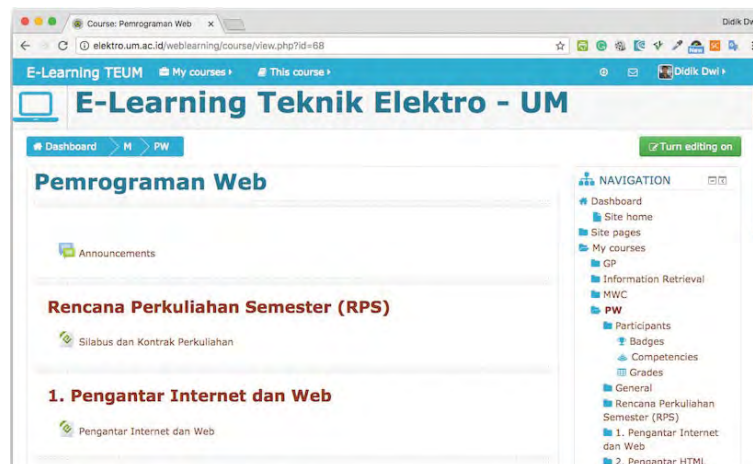 Course: Pemrograman Web
Didik Dw
elektro.um.ac.id/weblearning/course/view.php?id=68
E-Learning TEUM My courses This course Didik Dwi
E-Learning Teknik Elektro - UM
Dashboard M PW
Turn editing on
Pemrograman Web
Announcements
Rencana Perkuliahan Semester (RPS)
Silabus dan Kontrak Perkuliahan
1. Pengantar Internet dan Web
Pengantar Internet dan Web
NAVIGATION
Dashboard
Site home
Site pages
My courses
GP
Information Retrieval
MWC
PW
Participants
Badges
Competencies
Grades
General
Rencana Perkuliahan
Semester (RPS)
1. Pengantar Internet
dan Web
2. Pengantar HTML